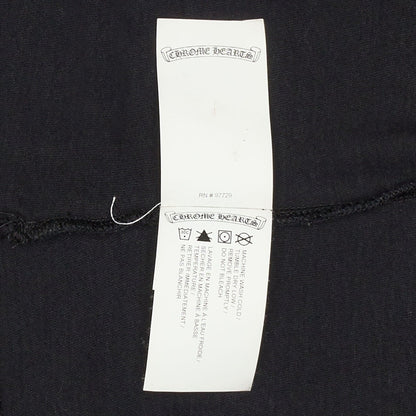 CHROME HEARTS
RN # 97729
CHROME HEARTS
MACHINE WASH COLD /
TUMBLE DRY LOW /
REMOVE PROMPTLY /
DO NOT BLEACH
LAVAGE EN MACHINE À L'EAU FROIDE /
SÉCHER EN MACHINE À BASSE
TEMPÉRATURE /
RETIRER IMMÉDIATEMENT /
NE PAS BLANCHIR